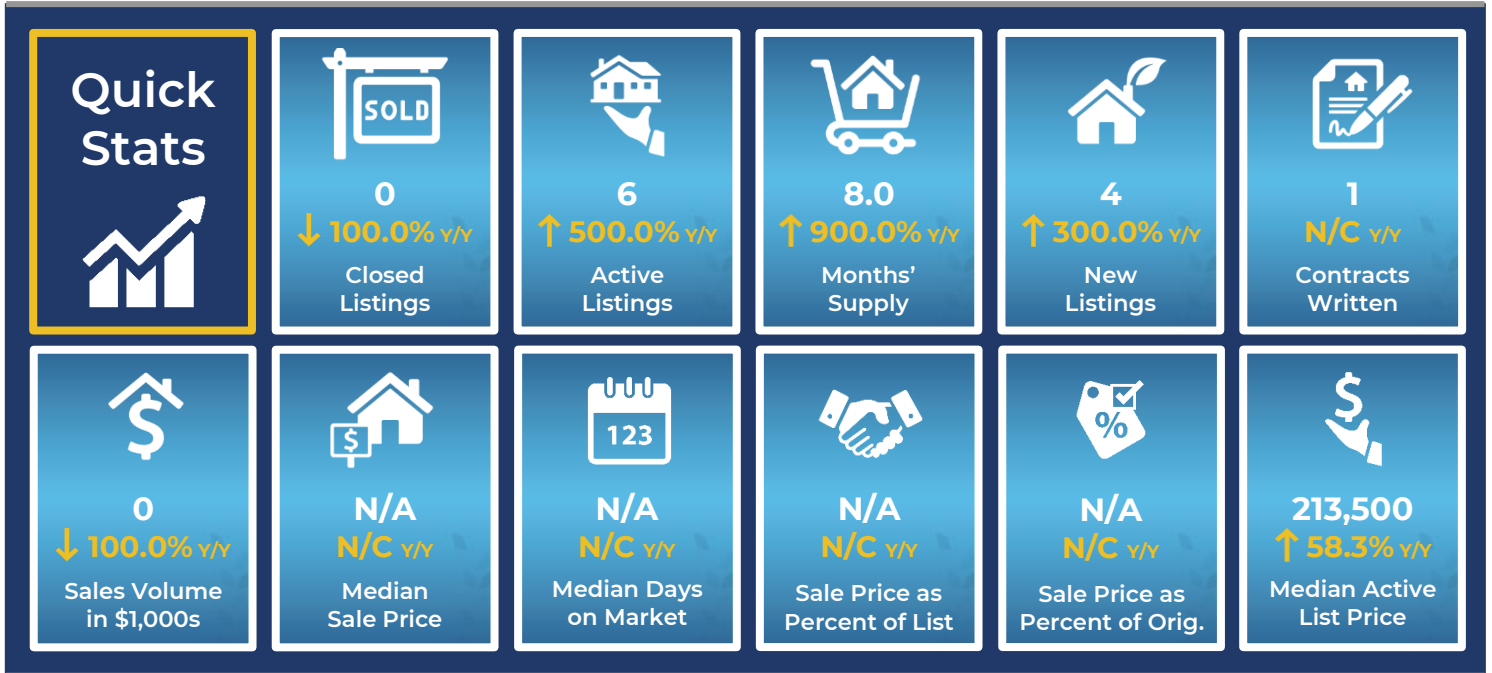 Quick
Stats
SOLD
0
↓ 100.0% Y/Y
Closed
Listings
6
↑ 500.0% Y/Y
Active
Listings
8.0
↑ 900.0% Y/Y
Months’
Supply
4
↑ 300.0% Y/Y
New
Listings
1
N/C Y/Y
Contracts
Written
$
0
↓ 100.0% Y/Y
Sales Volume
in $1,000s
$
N/A
N/C Y/Y
Median
Sale Price
123
N/A
N/C Y/Y
Median Days
on Market
N/A
N/C Y/Y
Sale Price as
Percent of List
%
N/A
N/C Y/Y
Sale Price as
Percent of Orig.
$
213,500
↑ 58.3% Y/Y
Median Active
List Price